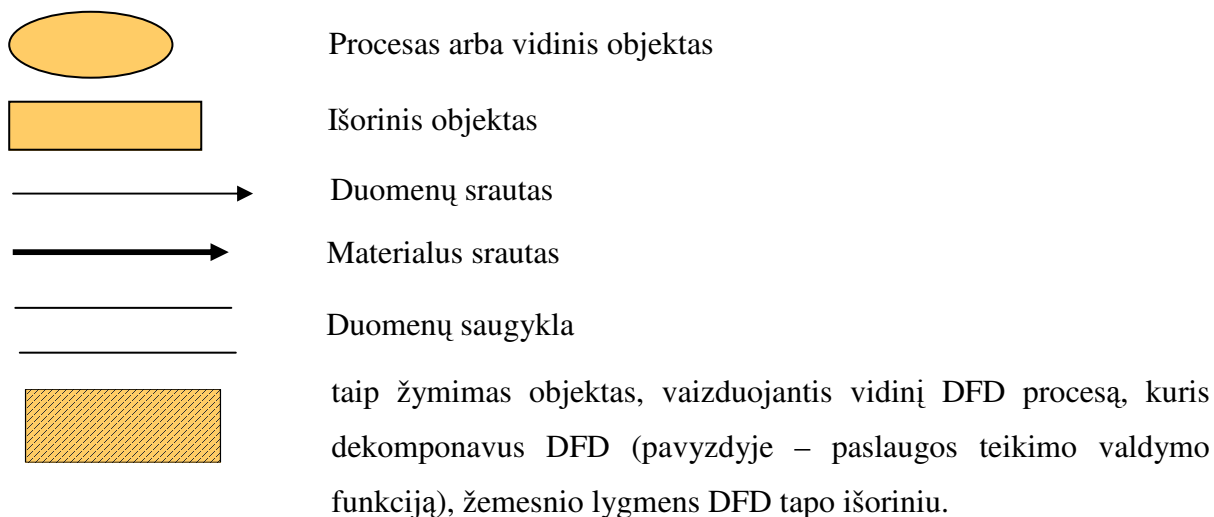 Procesas arba vidinis objektas
Išorinis objektas
Duomenų srautas
Materialus srautas
Duomenų saugykla
taip žymimas objektas, vaizduojantis vidinį DFD procesą, kuris
dekomponavus DFD (pavyzdyje – paslaugos teikimo valdymo
funkciją), žemesnio lygmens DFD tapo išoriniu.